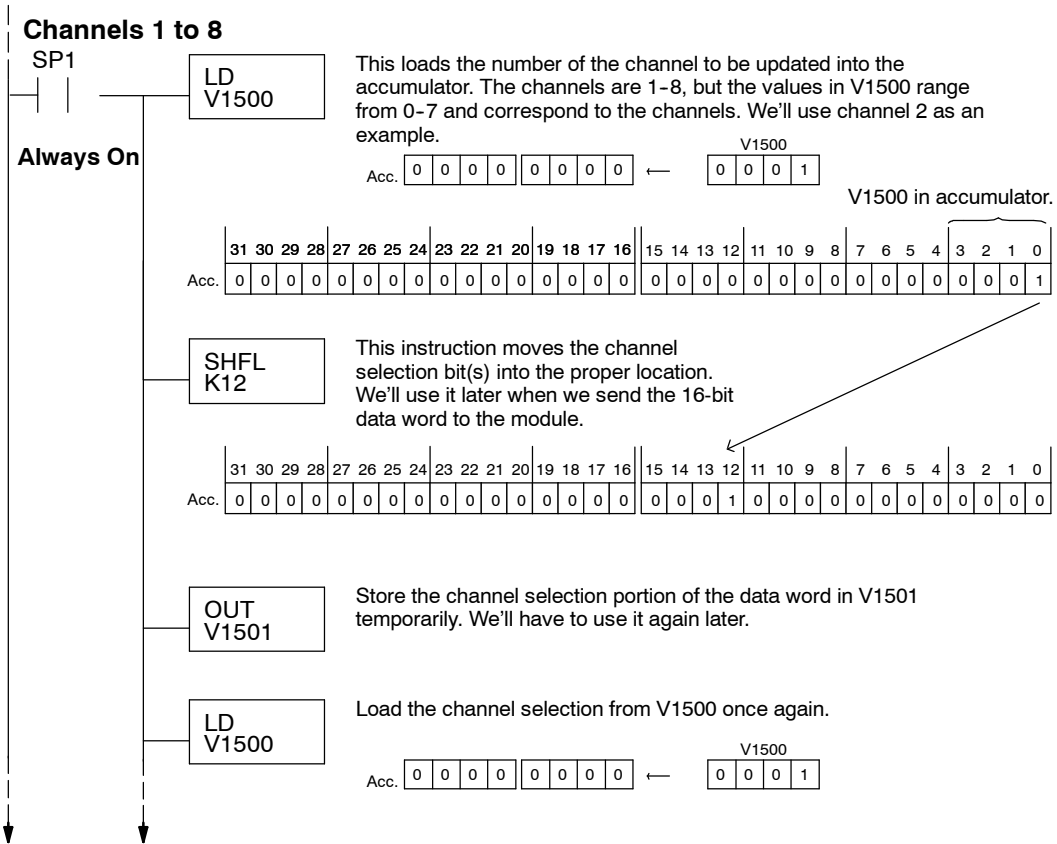 Channels 1 to 8
SP1
LD
V1500
This loads the number of the channel to be updated into the
accumulator. The channels are 1--8, but the values in V1500 range
from 0--7 and correspond to the channels. We'll use channel 2 as an
example.
Always On
V1500
Acc. 0 0 0 0 0 0 0 0 ← 0 0 0 1
V1500 in accumulator.
31 30 29 28 27 26 25 24 23 22 21 20 19 18 17 16 15 14 13 12 11 10 9 8 7 6 5 4 3 2 1 0
Acc. 0 0 0 0 0 0 0 0 0 0 0 0 0 0 0 0 0 0 0 0 0 0 0 0 0 0 0 0 0 0 0 1
SHFL
K12
This instruction moves the channel
selection bit(s) into the proper location.
We'll use it later when we send the 16-bit
data word to the module.
31 30 29 28 27 26 25 24 23 22 21 20 19 18 17 16 15 14 13 12 11 10 9 8 7 6 5 4 3 2 1 0
Acc. 0 0 0 0 0 0 0 0 0 0 0 0 0 0 0 0 0 0 0 1 0 0 0 0 0 0 0 0 0 0 0 0
OUT
V1501
Store the channel selection portion of the data word in V1501
temporarily. We'll have to use it again later.
LD
V1500
Load the channel selection from V1500 once again.
V1500
Acc. 0 0 0 0 0 0 0 0 ← 0 0 0 1